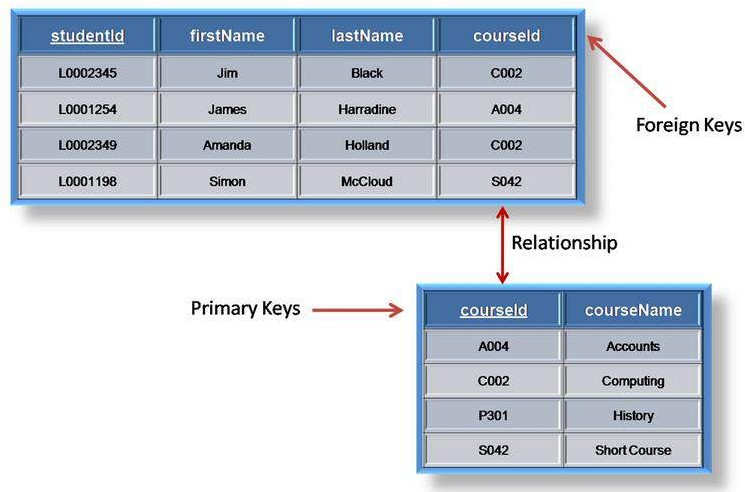 studentId firstName lastName courseId
L0002345 Jim Black C002
L0001254 James Harradine A004
L0002349 Amanda Holland C002
L0001198 Simon McCloud S042
Foreign Keys
Relationship
Primary Keys
courseId courseName
A004 Accounts
C002 Computing
P301 History
S042 Short Course